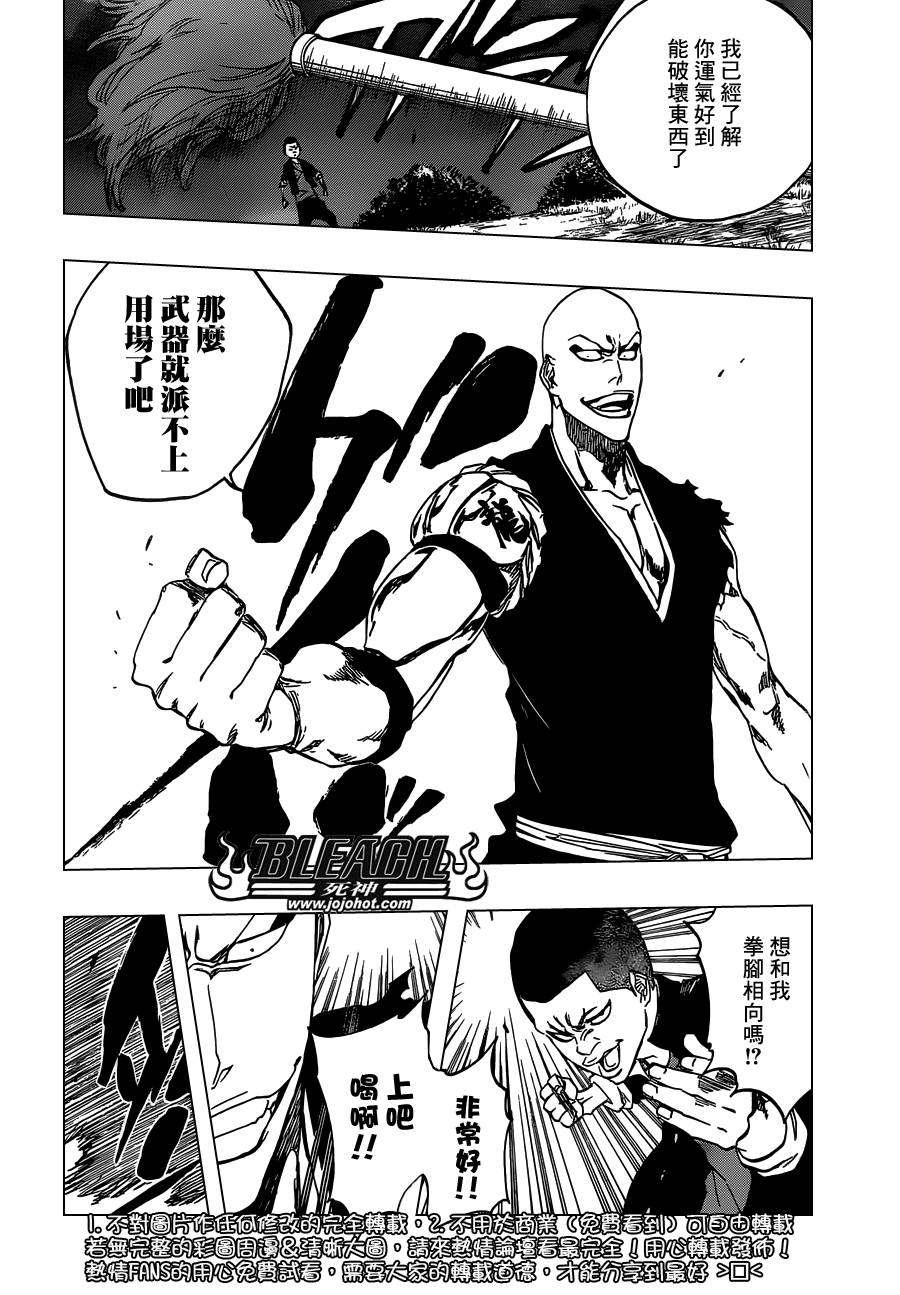 我已經了解
你運氣好到
能破壞東西了
那麼
武器就派不上
用場了吧
ドドッ
BLEACH
死神
www.jojohot.com
想和我
拳腳相向嗎!?
非常好!!
上吧
喝啊!!
1. 不對圖片作任何修改的完全轉載，2. 不用於商業（免費看到）可自由轉載
若無完整的彩圖周漫&清晰大圖，請來熱情論壇看最完全！用心轉載發佈！
熱情FANS的用心免費試看，需要大家的轉載道德，才能分享到最好 >口<